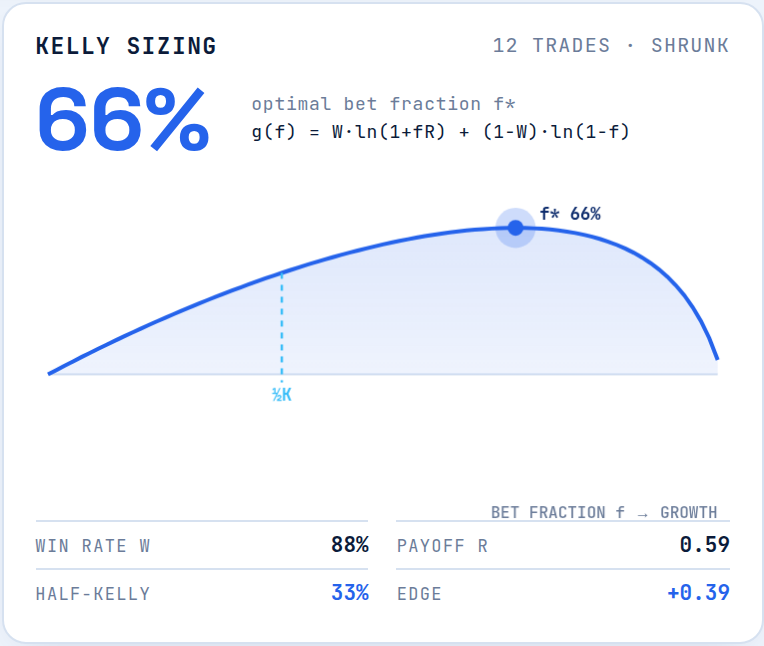 KELLY SIZING
12 TRADES · SHRUNK
66%
optimal bet fraction f*
g(f) = W·ln(1+fR) + (1-W)·ln(1-f)
f* 66%
½K
BET FRACTION f → GROWTH
WIN RATE W 88%
PAYOFF R 0.59
HALF-KELLY 33%
EDGE +0.39